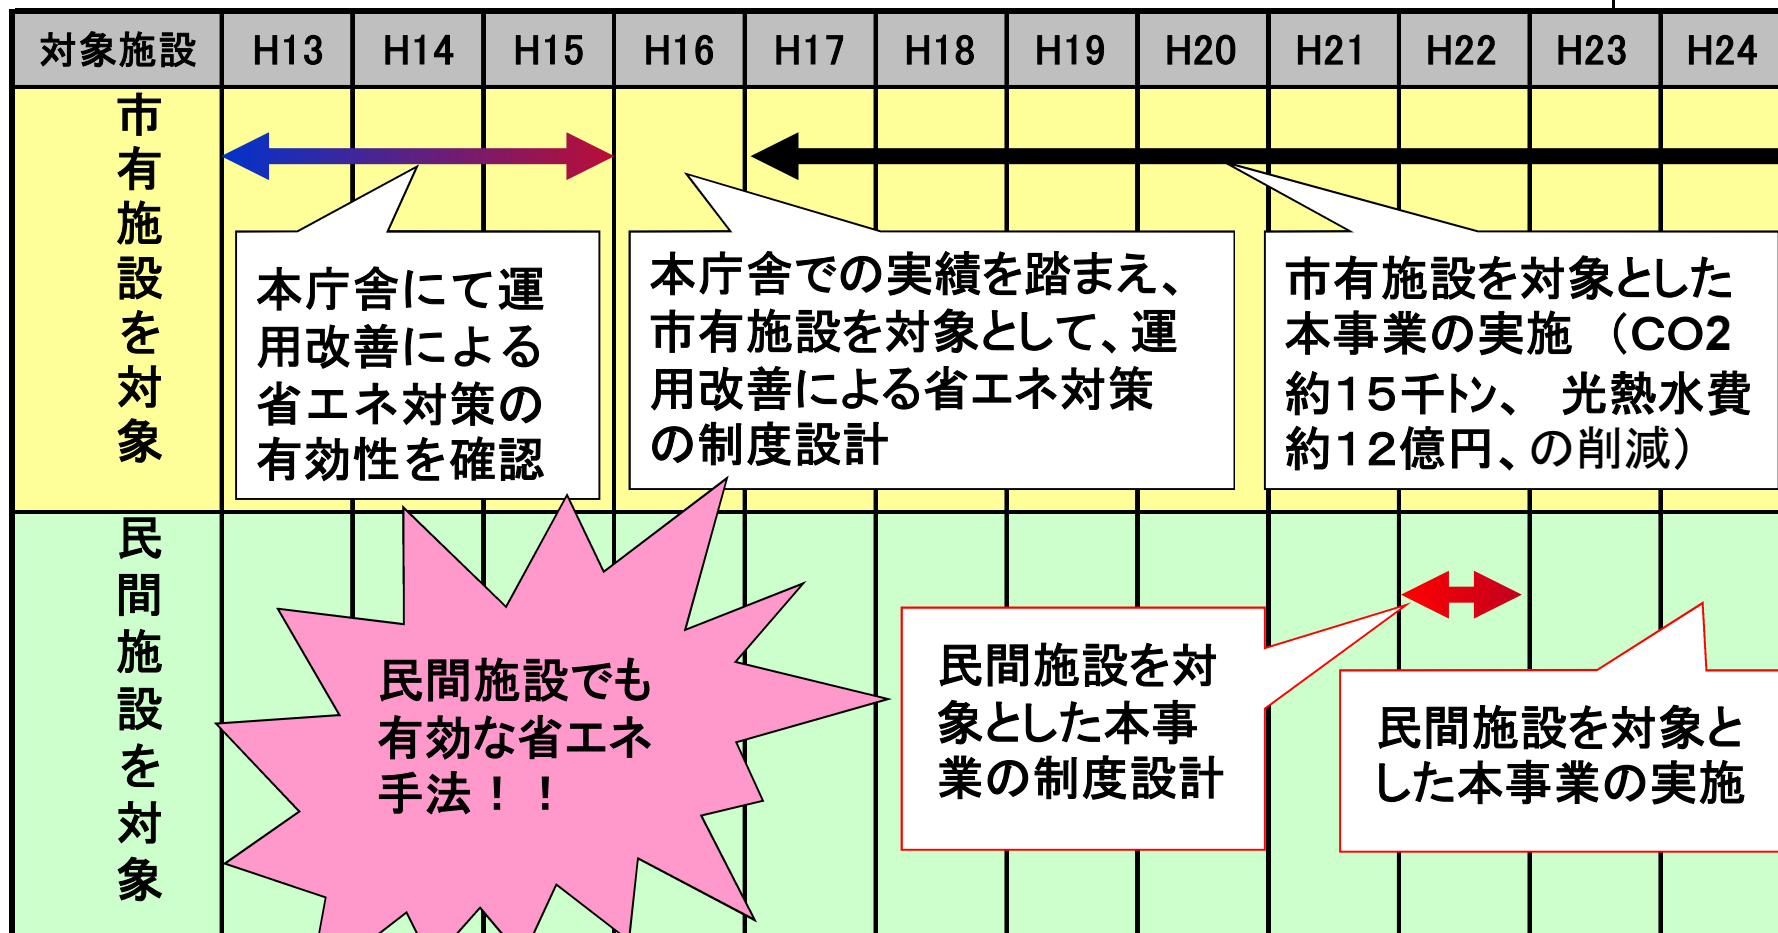 対象施設 H13 H14 H15 H16 H17 H18 H19 H20 H21 H22 H23 H24
市有施設を対象
本庁舎にて運
用改善による
省エネ対策の
有効性を確認
本庁舎での実績を踏まえ、
市有施設を対象として、運
用改善による省エネ対策
の制度設計
市有施設を対象とした
本事業の実施 (CO2
約15千トン、 光熱水費
約12億円、の削減)
民間施設を対象
民間施設でも
有効な省エネ
手法!!
民間施設を対
象とした本事
業の制度設計
民間施設を対象と
した本事業の実施